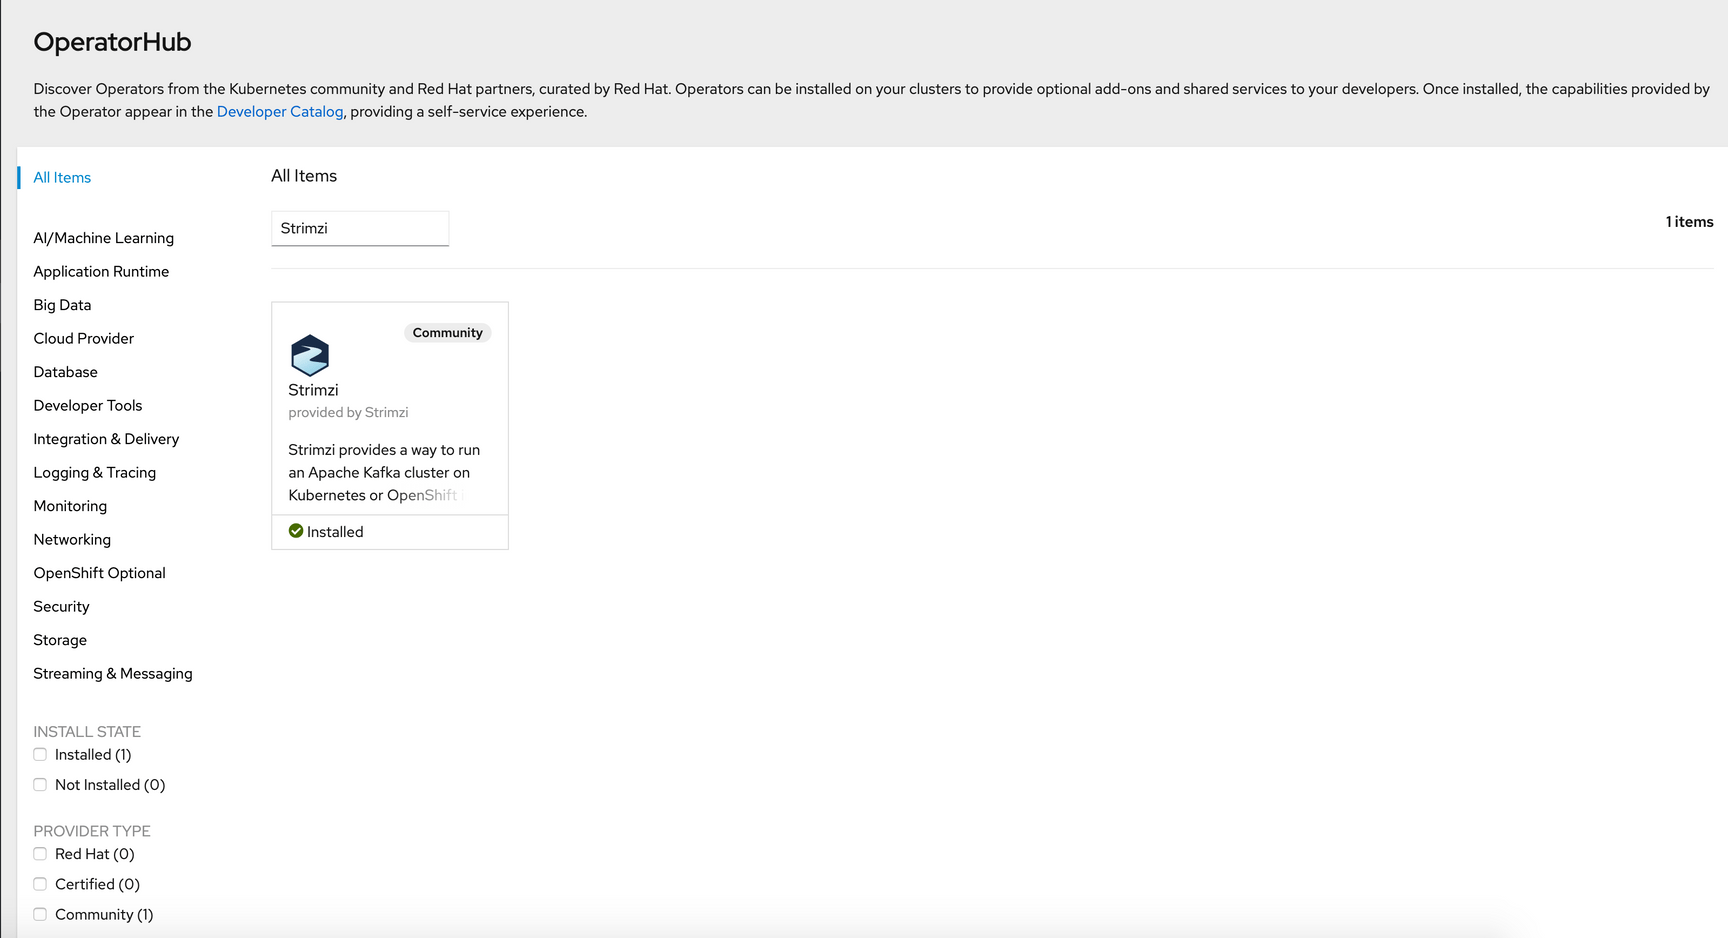 OperatorHub
Discover Operators from the Kubernetes community and Red Hat partners, curated by Red Hat. Operators can be installed on your clusters to provide optional add-ons and shared services to your developers. Once installed, the capabilities provided by
the Operator appear in the Developer Catalog, providing a self-service experience.
All Items
AI/Machine Learning
Application Runtime
Big Data
Cloud Provider
Database
Developer Tools
Integration & Delivery
Logging & Tracing
Monitoring
Networking
OpenShift Optional
Security
Storage
Streaming & Messaging
INSTALL STATE
Installed (1)
Not Installed (0)
PROVIDER TYPE
Red Hat (0)
Certified (0)
Community (1)
All Items
Strimzi
1 items
Community
Strimzi
provided by Strimzi
Strimzi provides a way to run
an Apache Kafka cluster on
Kubernetes or OpenShift
Installed